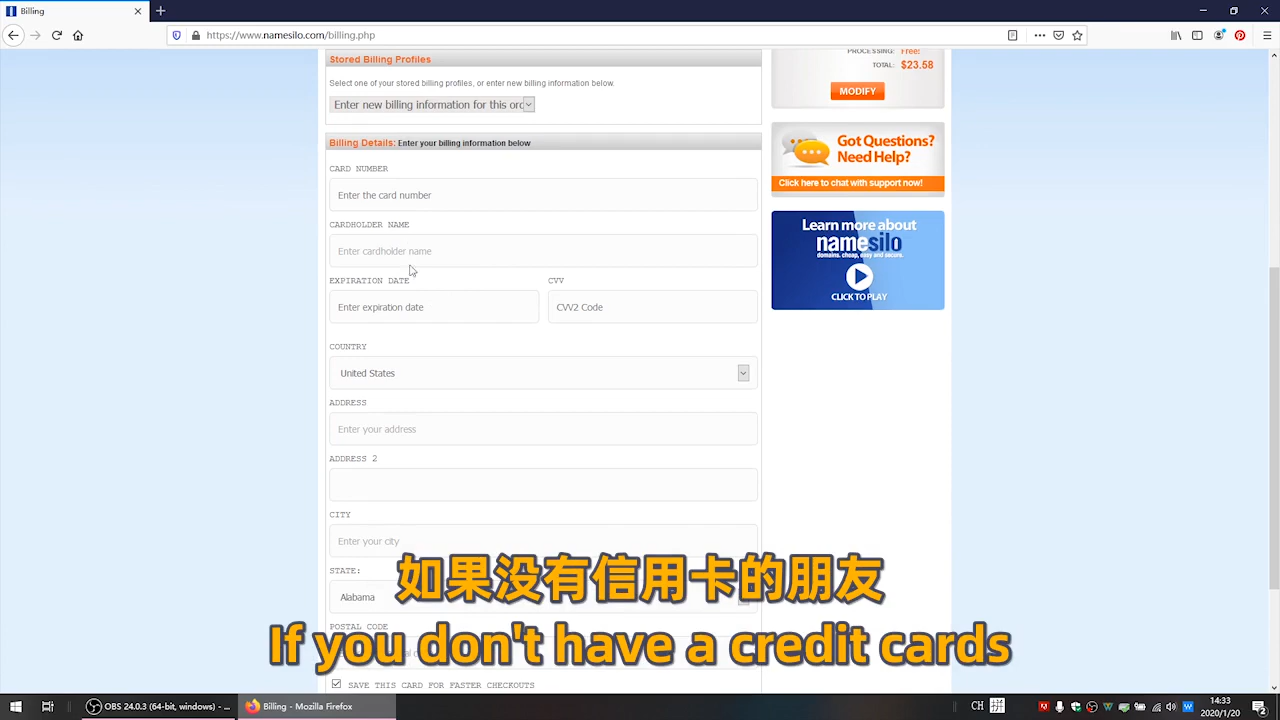 Billing
https://www.namesilo.com/billing.php
Stored Billing Profiles
Select one of your stored billing profiles, or enter new billing information below.
Enter new billing information for this orc
Billing Details: Enter your billing information below
CARD NUMBER
Enter the card number
CARDHOLDER NAME
Enter cardholder name
EXPIRATION DATE
CVV
Enter expiration date
CVV2 Code
COUNTRY
United States
ADDRESS
Enter your address
ADDRESS 2
CITY
Enter your city
STATE:
Alabama
POSTAL CODE
SAVE THIS CARD FOR FASTER CHECKOUTS
PROCESSING: Free!
TOTAL: $23.58
MODIFY
Got Questions?
Need Help?
Click here to chat with support now!
Learn more about
namesilo
domains. cheap, easy and secure.
CLICK TO PLAY
如果没有信用卡的朋友
If you don't have a credit cards
OBS 24.0.3 (64-bit, windows) - ...
Billing - Mozilla Firefox
CH
14:33
2020/1/20
2